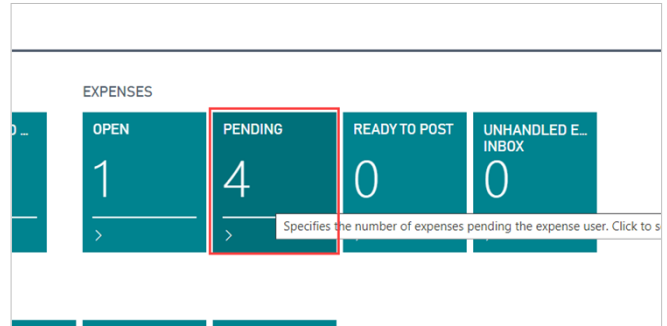 EXPENSES
OPEN
1
PENDING
4
READY TO POST
0
UNHANDLED E...
INBOX
0
Specifies the number of expenses pending the expense user. Click to s